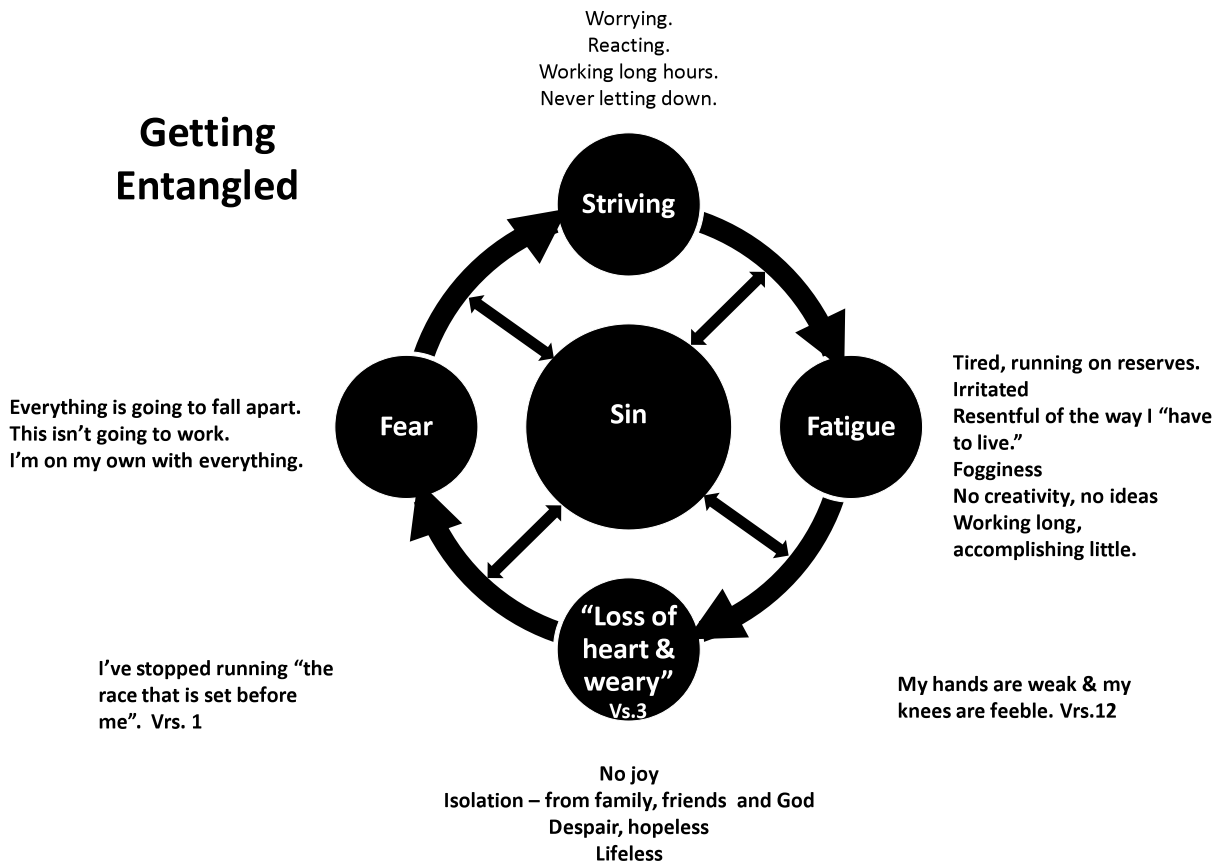 Worrying.
Reacting.
Working long hours.
Never letting down.
Getting
Entangled
Striving
Sin
Fear
Fatigue
Everything is going to fall apart.
This isn’t going to work.
I’m on my own with everything.
Tired, running on reserves.
Irritated
Resentful of the way I “have
to live.”
Fogginess
No creativity, no ideas
Working long,
accomplishing little.
“Loss of
heart &
weary”
Vs.3
I’ve stopped running “the
race that is set before
me”. Vrs. 1
My hands are weak & my
knees are feeble. Vrs.12
No joy
Isolation – from family, friends and God
Despair, hopeless
Lifeless